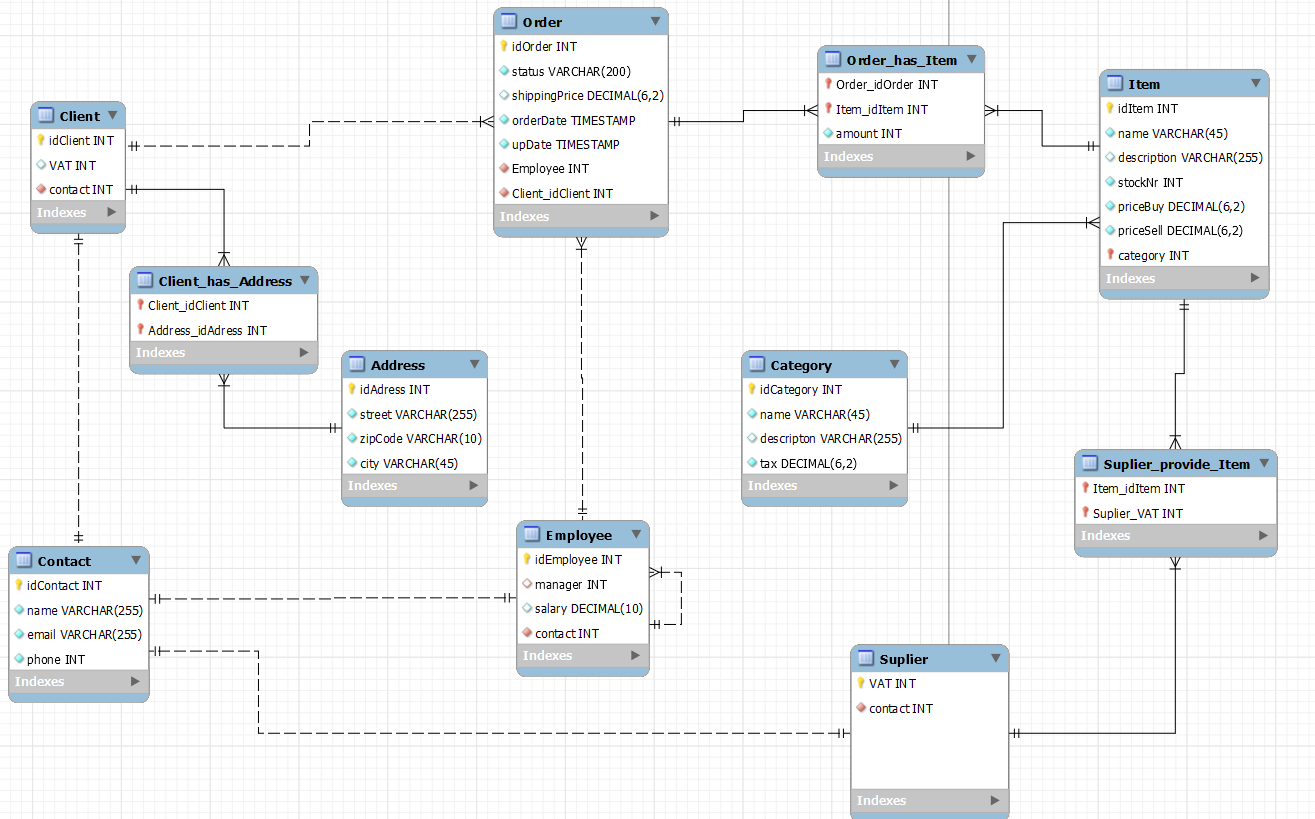 Order
idOrder INT
status VARCHAR(200)
shippingPrice DECIMAL(6,2)
orderDate TIMESTAMP
upDate TIMESTAMP
Employee INT
Client_idClient INT
Indexes
Order_has_Item
Order_idOrder INT
Item_idItem INT
amount INT
Indexes
Item
idItem INT
name VARCHAR(45)
description VARCHAR(255)
stockNr INT
priceBuy DECIMAL(6,2)
priceSell DECIMAL(6,2)
category INT
Indexes
Client
idClient INT
VAT INT
contact INT
Indexes
Client_has_Address
Client_idClient INT
Address_idAdress INT
Indexes
Address
idAdress INT
street VARCHAR(255)
zipCode VARCHAR(10)
city VARCHAR(45)
Indexes
Category
idCategory INT
name VARCHAR(45)
descripton VARCHAR(255)
tax DECIMAL(6,2)
Indexes
Suplier_provide_Item
Item_idItem INT
Suplier_VAT INT
Indexes
Contact
idContact INT
name VARCHAR(255)
email VARCHAR(255)
phone INT
Indexes
Employee
idEmployee INT
manager INT
salary DECIMAL(10)
contact INT
Indexes
Suplier
VAT INT
contact INT
Indexes